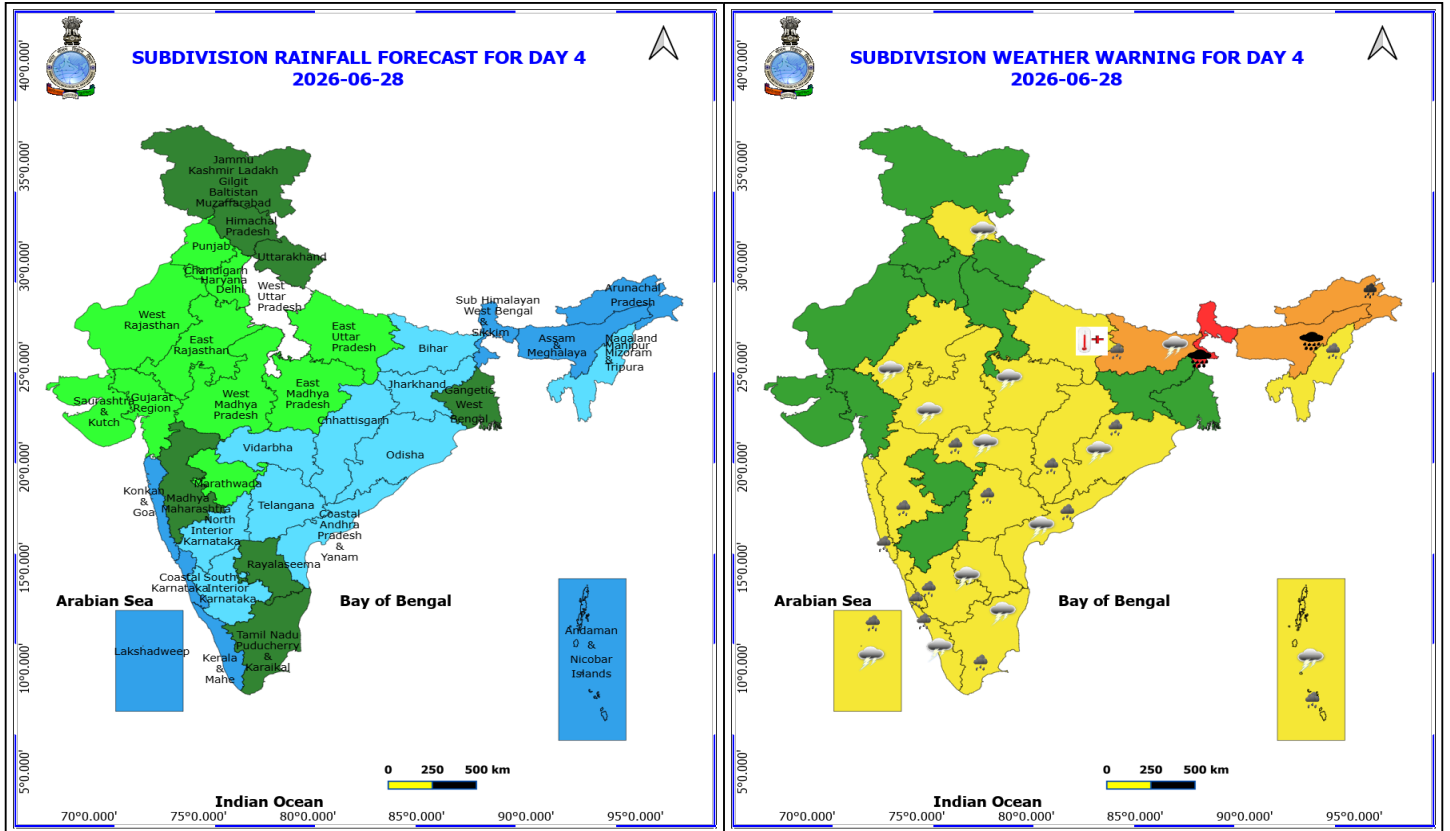 SUBDIVISION RAINFALL FORECAST FOR DAY 4
2026-06-28
40°0.000'
35°0.000'
30°0.000'
25°0.000'
20°0.000'
15°0.000'
10°0.000'
5°0.000'
Jammu
Kashmir Ladakh
Gilgit
Baltistan
Muzaffarabad
Himachal
Pradesh
Punjab
Uttarakhand
Chandigarh
Haryana
Delhi
West
Uttar
Pradesh
West
Rajasthan
East
Rajasthan
East
Uttar
Pradesh
Sub Himalayan
West Bengal
&
Sikkim
Arunachal
Pradesh
Assam
&
Meghalaya
Nagaland
Manipur
Mizoram
&
Tripura
Bihar
Jharkhand
Gangetic
West
Bengal
Saurashtra
&
Kutch
Gujarat
Region
West
Madhya
Pradesh
East
Madhya
Pradesh
Chhattisgarh
Vidarbha
Odisha
Konkan
&
Goa
Madhya
Maharashtra
Marathwada
Telangana
North
Interior
Karnataka
Coastal
Andhra
Pradesh
&
Yanam
Rayalaseema
Coastal
Karnataka
South
Interior
Karnataka
Arabian Sea
Bay of Bengal
Lakshadweep
Kerala
&
Mahe
Tamil Nadu
Puducherry
&
Karaikal
Andaman
&
Nicobar
Islands
0 250 500 km
Indian Ocean
70°0.000' 75°0.000' 80°0.000' 85°0.000' 90°0.000' 95°0.000'
SUBDIVISION WEATHER WARNING FOR DAY 4
2026-06-28
40°0.000'
35°0.000'
30°0.000'
25°0.000'
20°0.000'
15°0.000'
10°0.000'
5°0.000'
Arabian Sea
Bay of Bengal
0 250 500 km
Indian Ocean
70°0.000' 75°0.000' 80°0.000' 85°0.000' 90°0.000' 95°0.000'